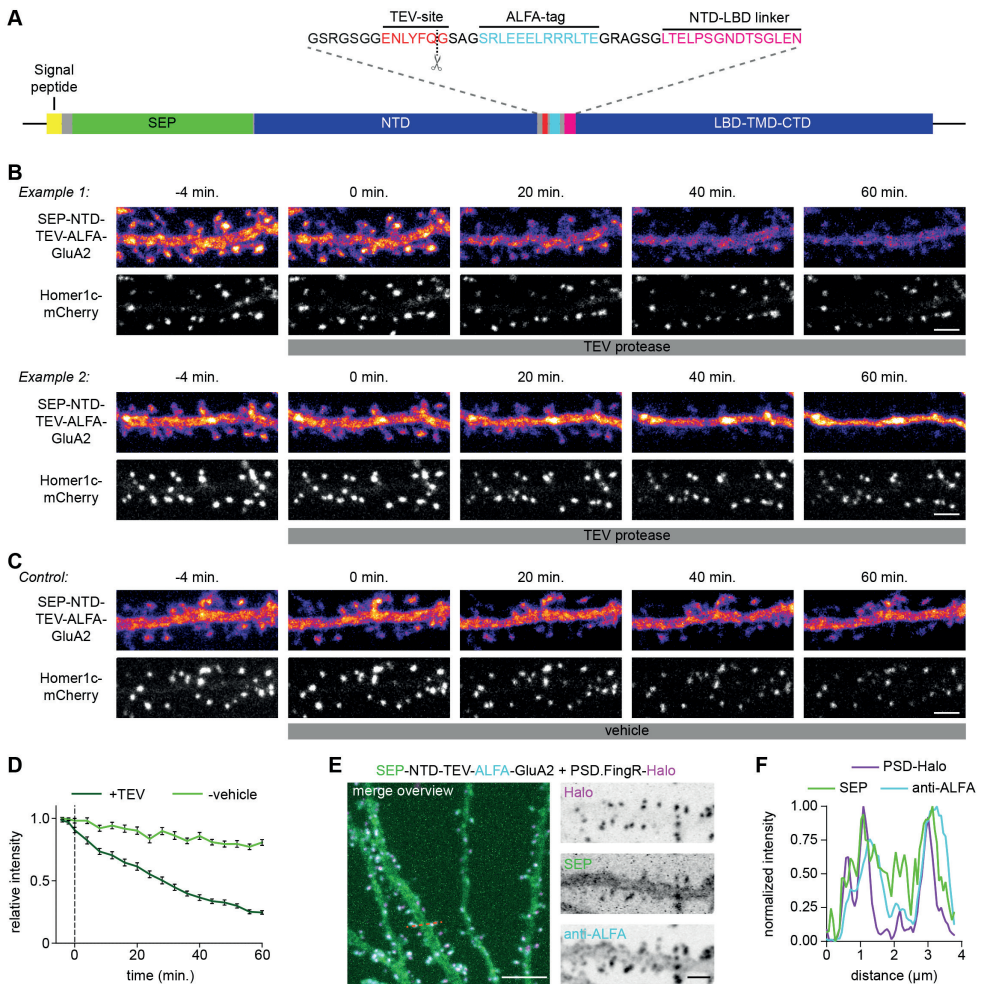 A
TEV-site ALFA-tag NTD-LBD linker
GSRGSGGENLYFQGSAGSRLEEELRRRLTEGRAGSGLTELPSGNDTSGLEN
Signal
peptide
SEP NTD LBD-TMD-CTD
B
Example 1: -4 min. 0 min. 20 min. 40 min. 60 min.
SEP-NTD-
TEV-ALFA-
GluA2
Homer1c-
mCherry
TEV protease
Example 2: -4 min. 0 min. 20 min. 40 min. 60 min.
SEP-NTD-
TEV-ALFA-
GluA2
Homer1c-
mCherry
TEV protease
C
Control: -4 min. 0 min. 20 min. 40 min. 60 min.
SEP-NTD-
TEV-ALFA-
GluA2
Homer1c-
mCherry
vehicle
D
+TEV -vehicle
relative intensity
1.0
0.5
0
0 20 40 60
time (min.)
E
SEP-NTD-TEV-ALFA-GluA2 + PSD.FingR-Halo
merge overview
Halo
SEP
anti-ALFA
F
PSD-Halo
SEP anti-ALFA
normalized intensity
1.00
0.75
0.50
0.25
0.00
0 1 2 3 4
distance (µm)